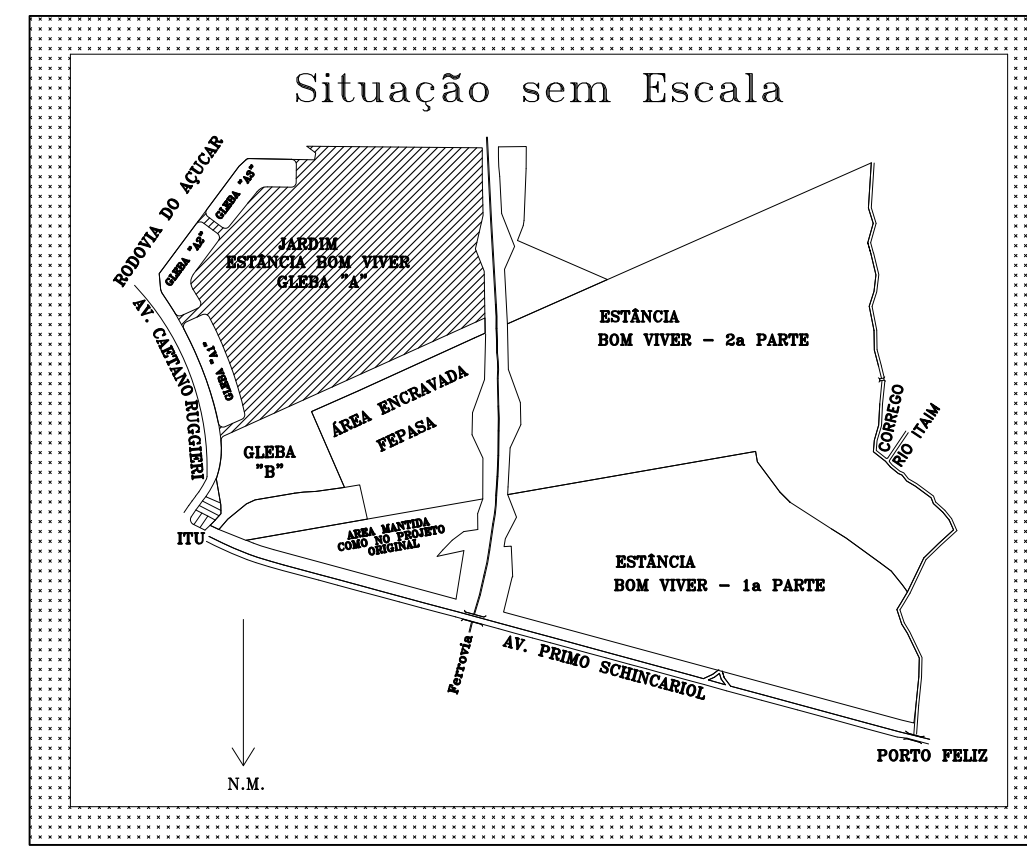 Situação sem Escala
RODOVIA DO AÇUCAR
GLEBA "A3"
GLEBA "A2"
JARDIM
ESTÂNCIA BOM VIVER
GLEBA "A"
AV. CAETANO RUGGIERI
GLEBA "A1"
ESTÂNCIA
BOM VIVER - 2a PARTE
ÁREA ENCRAVADA
FEPASA
GLEBA
"B"
CORREGO
RIO ITAIM
ITU
AREA MANTIDA
COMO NO PROJETO
ORIGINAL
ESTÂNCIA
BOM VIVER - 1a PARTE
Ferrovia
AV. PRIMO SCHINCARIOL
PORTO FELIZ
N.M.